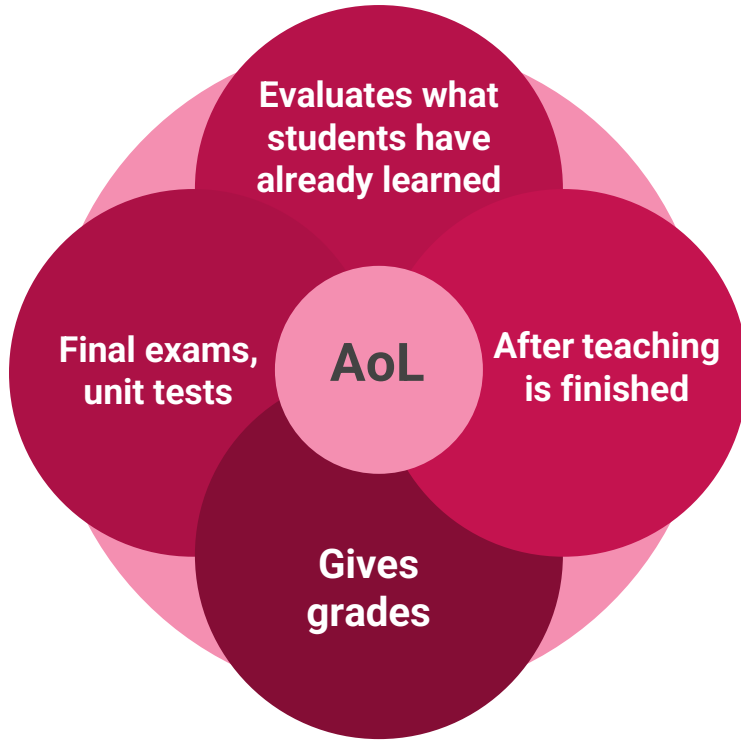 Evaluates what
students have
already learned
Final exams,
unit tests
AoL
After teaching
is finished
Gives
grades